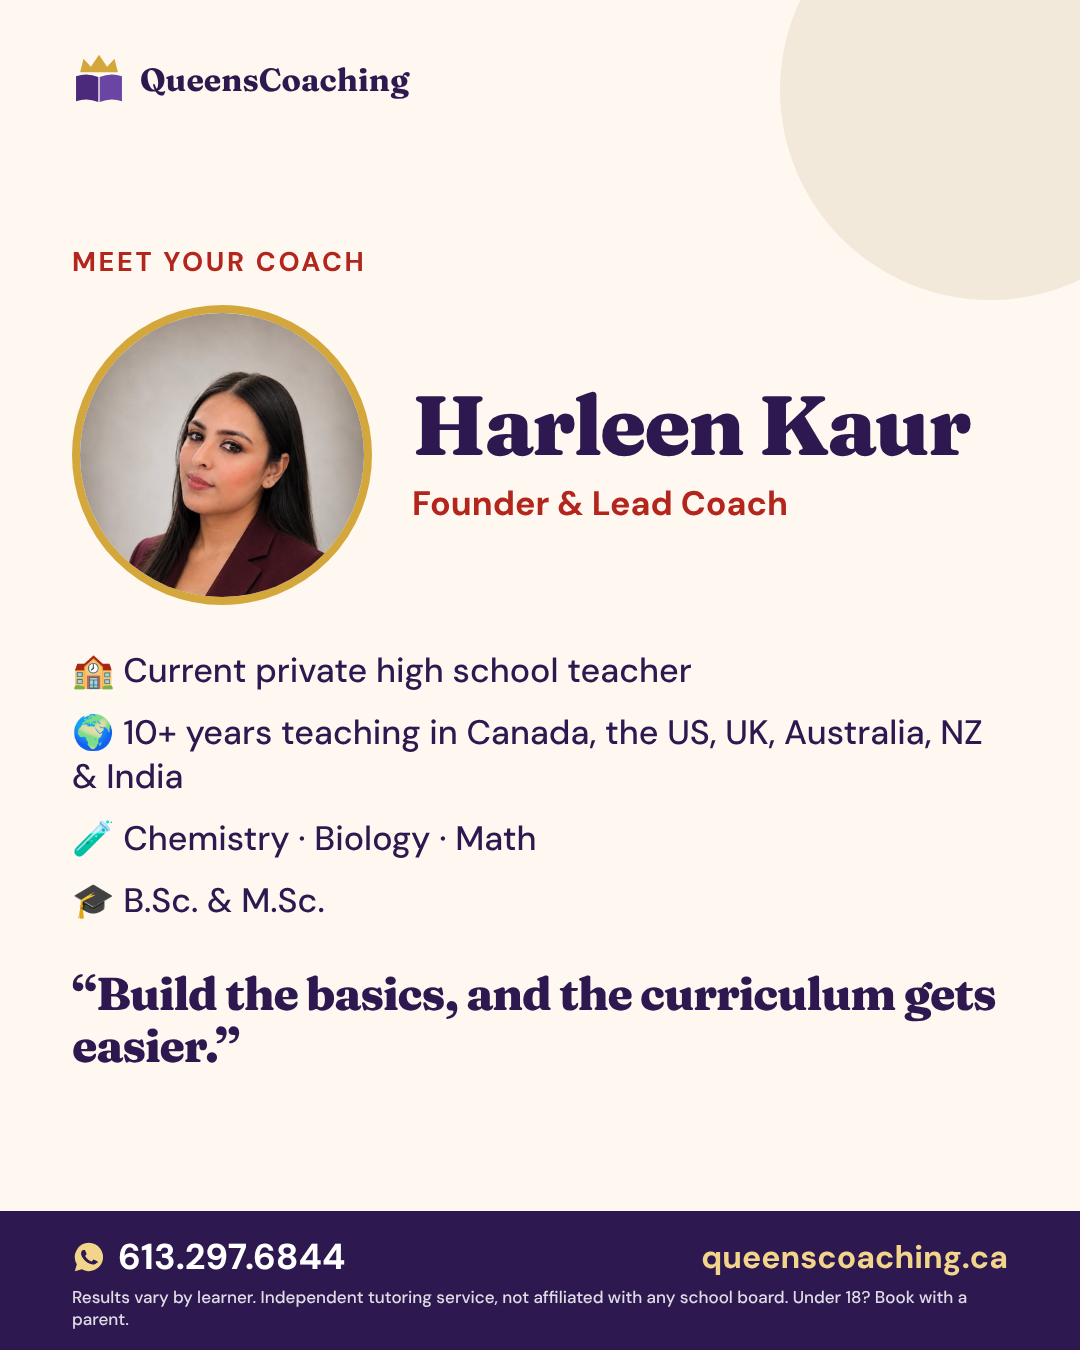 QueensCoaching
MEET YOUR COACH
Harleen Kaur
Founder & Lead Coach
🏫 Current private high school teacher
🌍 10+ years teaching in Canada, the US, UK, Australia, NZ
& India
🧪 Chemistry · Biology · Math
🎓 B.Sc. & M.Sc.
“Build the basics, and the curriculum gets
easier.”
613.297.6844
queenscoaching.ca
Results vary by learner. Independent tutoring service, not affiliated with any school board. Under 18? Book with a
parent.